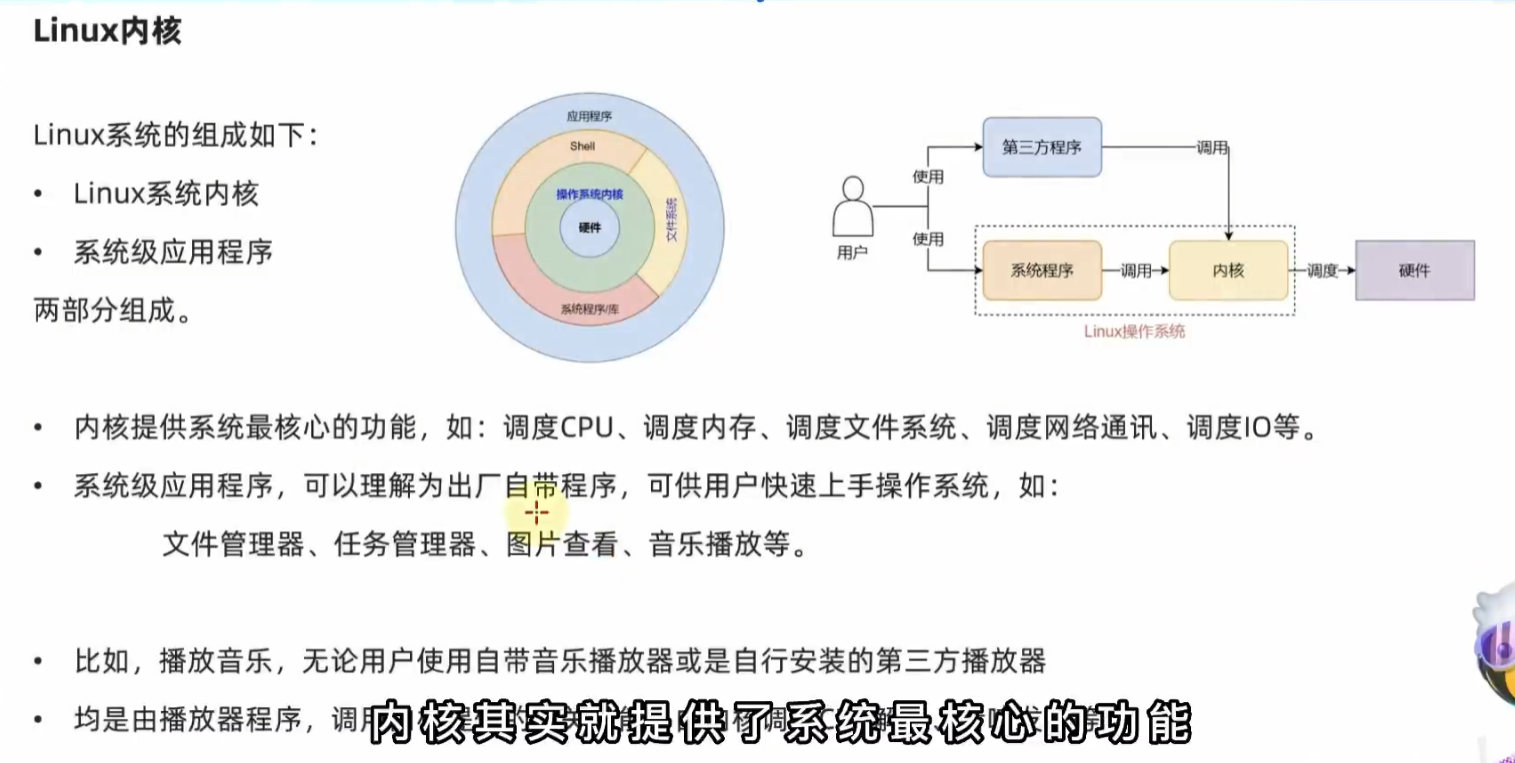 Linux内核
Linux系统的组成如下：
• Linux系统内核
• 系统级应用程序
两部分组成。
应用程序
Shell
操作系统内核
硬件
文件系统
系统程序/库
用户
使用
使用
第三方程序
调用
系统程序
调用
内核
调度
硬件
Linux操作系统
• 内核提供系统最核心的功能，如：调度CPU、调度内存、调度文件系统、调度网络通讯、调度IO等。
• 系统级应用程序，可以理解为出厂自带程序，可供用户快速上手操作系统，如：
文件管理器、任务管理器、图片查看、音乐播放等。
• 比如，播放音乐，无论用户使用自带音乐播放器或是自行安装的第三方播放器
• 均是由播放器程序，调用
内核其实就提供了系统最核心的功能